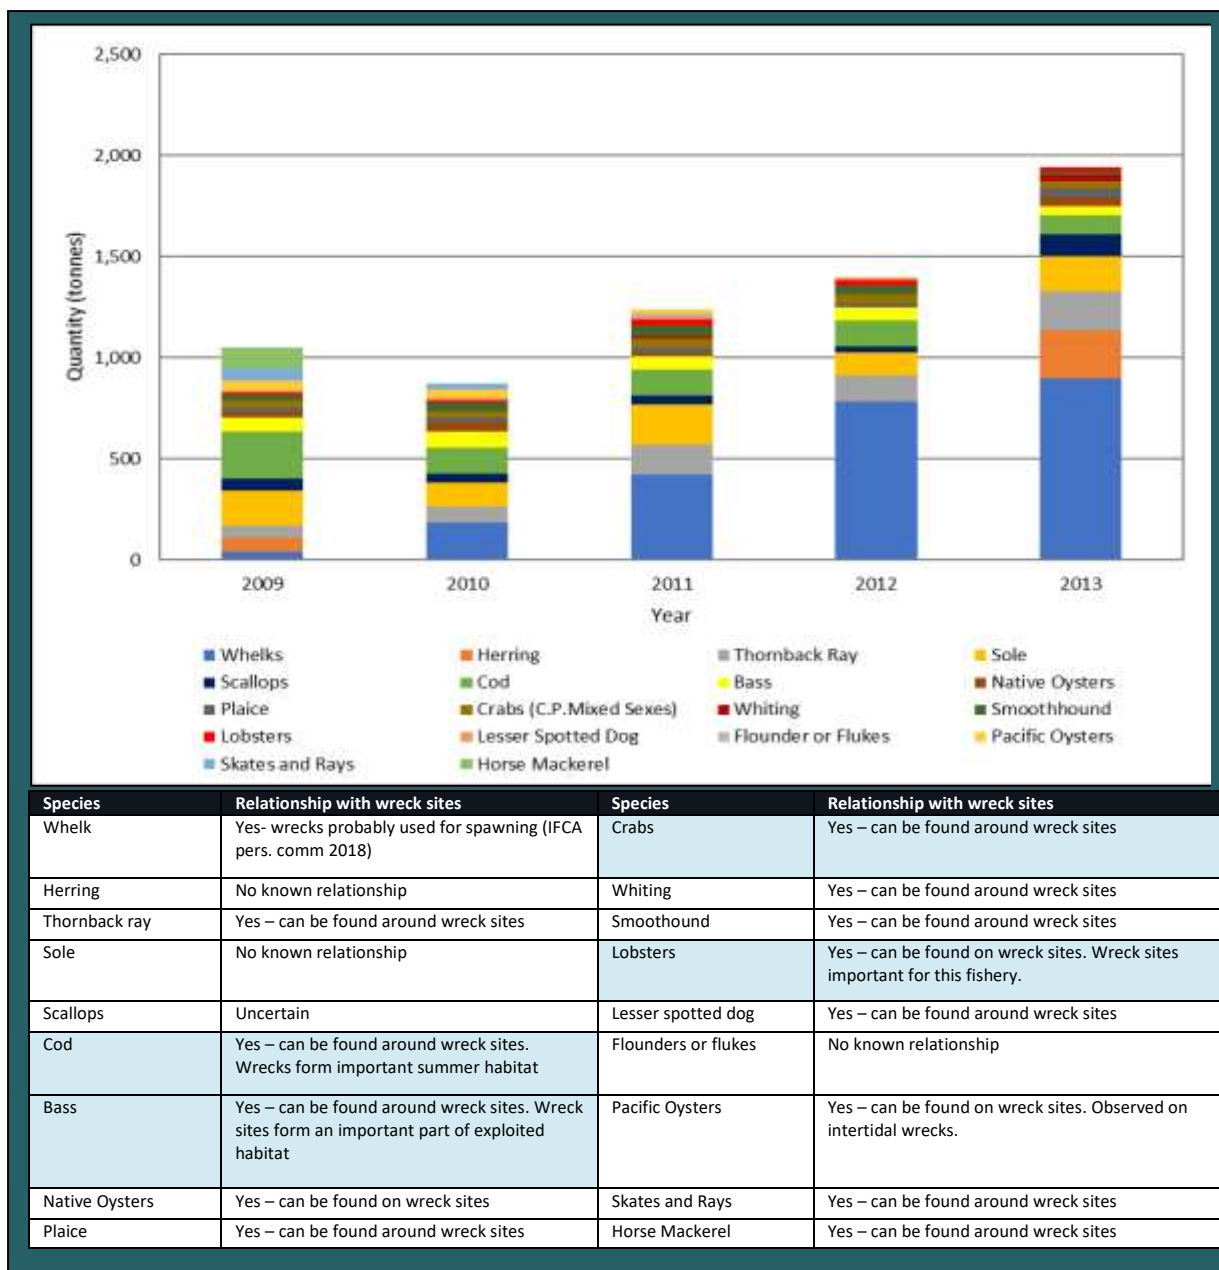 2,500
2,000
1,500
1,000
500
0
Quantity (tonnes)
2009 2010 2011 2012 2013
Year
Whelks Herring Thornback Ray Sole
Scallops Cod Bass Native Oysters
Plaice Crabs (C.P.Mixed Sexes) Whiting Smoothhound
Lobsters Lesser Spotted Dog Flounder or Flukes Pacific Oysters
Skates and Rays Horse Mackerel
Species Relationship with wreck sites Species Relationship with wreck sites
Whelk Yes- wrecks probably used for spawning (IFCA Crabs Yes – can be found around wreck sites
pers. comm 2018)
Herring No known relationship Whiting Yes – can be found around wreck sites
Thornback ray Yes – can be found around wreck sites Smoothound Yes – can be found around wreck sites
Sole No known relationship Lobsters Yes – can be found on wreck sites. Wreck sites
important for this fishery.
Scallops Uncertain Lesser spotted dog Yes – can be found around wreck sites
Cod Yes – can be found around wreck sites. Flounders or flukes No known relationship
Wrecks form important summer habitat
Bass Yes – can be found around wreck sites. Wreck Pacific Oysters Yes – can be found on wreck sites. Observed on
sites form an important part of exploited intertidal wrecks.
habitat
Native Oysters Yes – can be found on wreck sites Skates and Rays Yes – can be found around wreck sites
Plaice Yes – can be found around wreck sites Horse Mackerel Yes – can be found around wreck sites